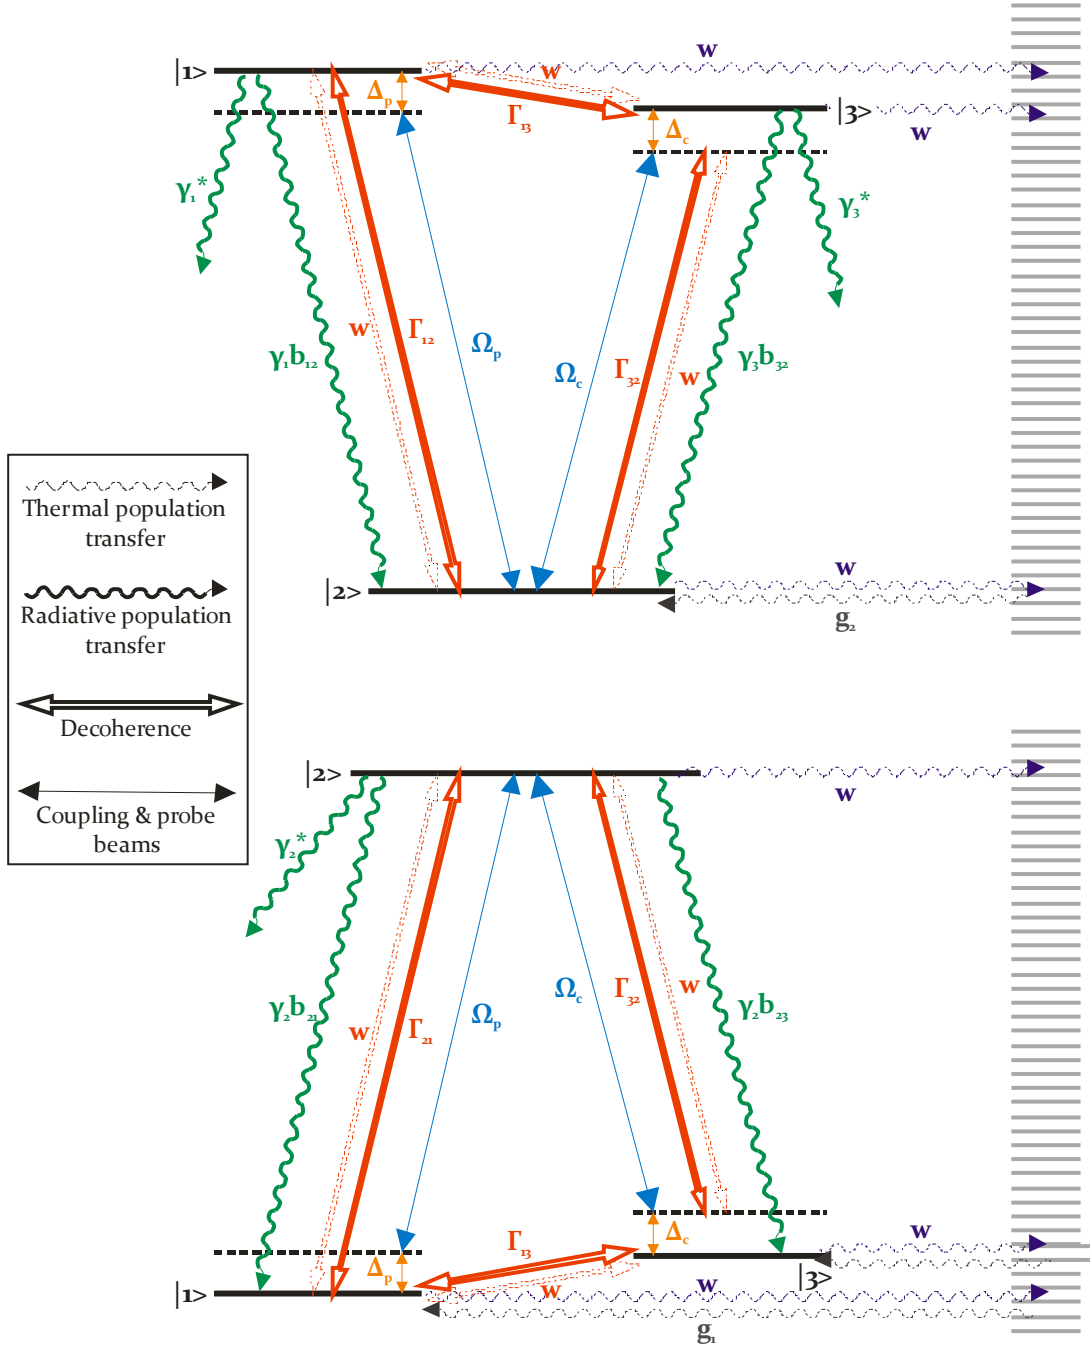 w
|1>
w
Δp
Γ13
|3>
Δc
w
γ1*
γ3*
w
Γ12
Ωp
γ1b12
Ωc
Γ32
w
γ3b32
w
|2>
g2
Thermal population
transfer
Radiative population
transfer
Decoherence
Coupling & probe
beams
|2>
w
γ2*
γ2b21
w
Γ21
Ωp
Ωc
Γ32
w
γ2b23
Γ13
Δc
w
Δp
|3>
|1>
w
w
g1